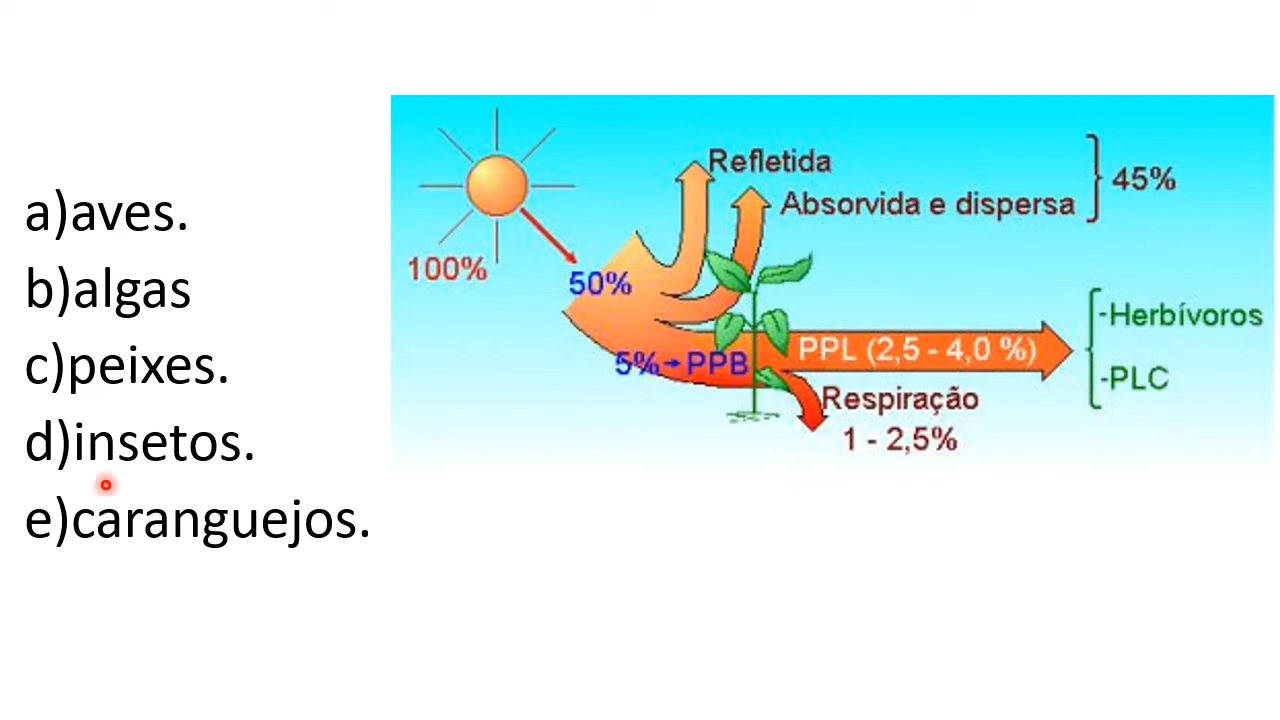 a)aves.
b)algas
c)peixes.
d)insetos.
e)caranguejos.
Refletida
Absorvida e dispersa
45%
100%
50%
-Herbívoros
5%→PPB
PPL (2,5 - 4,0 %)
-PLC
Respiração
1 - 2,5%